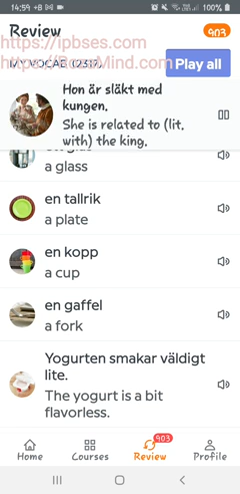 14:59
100%
Review
903
https://ipbses.com
MY VOCAB (2319)
Play all
Hon är släkt med
kungen.
She is related to (lit.
with) the king.
a glass
en tallrik
a plate
en kopp
a cup
en gaffel
a fork
Yogurten smakar väldigt
lite.
The yogurt is a bit
flavorless.
903
Home
Courses
Review
Profile